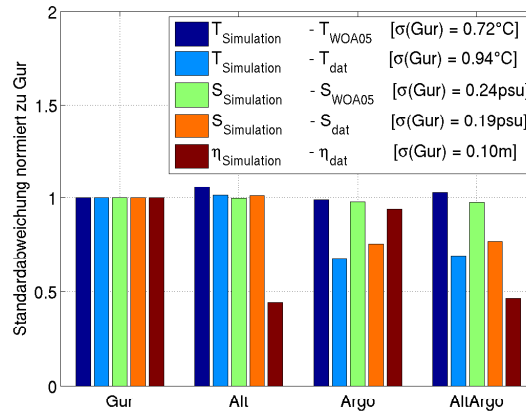 2
1.5
1
0.5
0
Standardabweichung normiert zu Gur
T_Simulation - T_WOA05 [σ(Gur) = 0.72°C]
T_Simulation - T_dat [σ(Gur) = 0.94°C]
S_Simulation - S_WOA05 [σ(Gur) = 0.24psu]
S_Simulation - S_dat [σ(Gur) = 0.19psu]
η_Simulation - η_dat [σ(Gur) = 0.10m]
Gur Alt Argo AltArgo